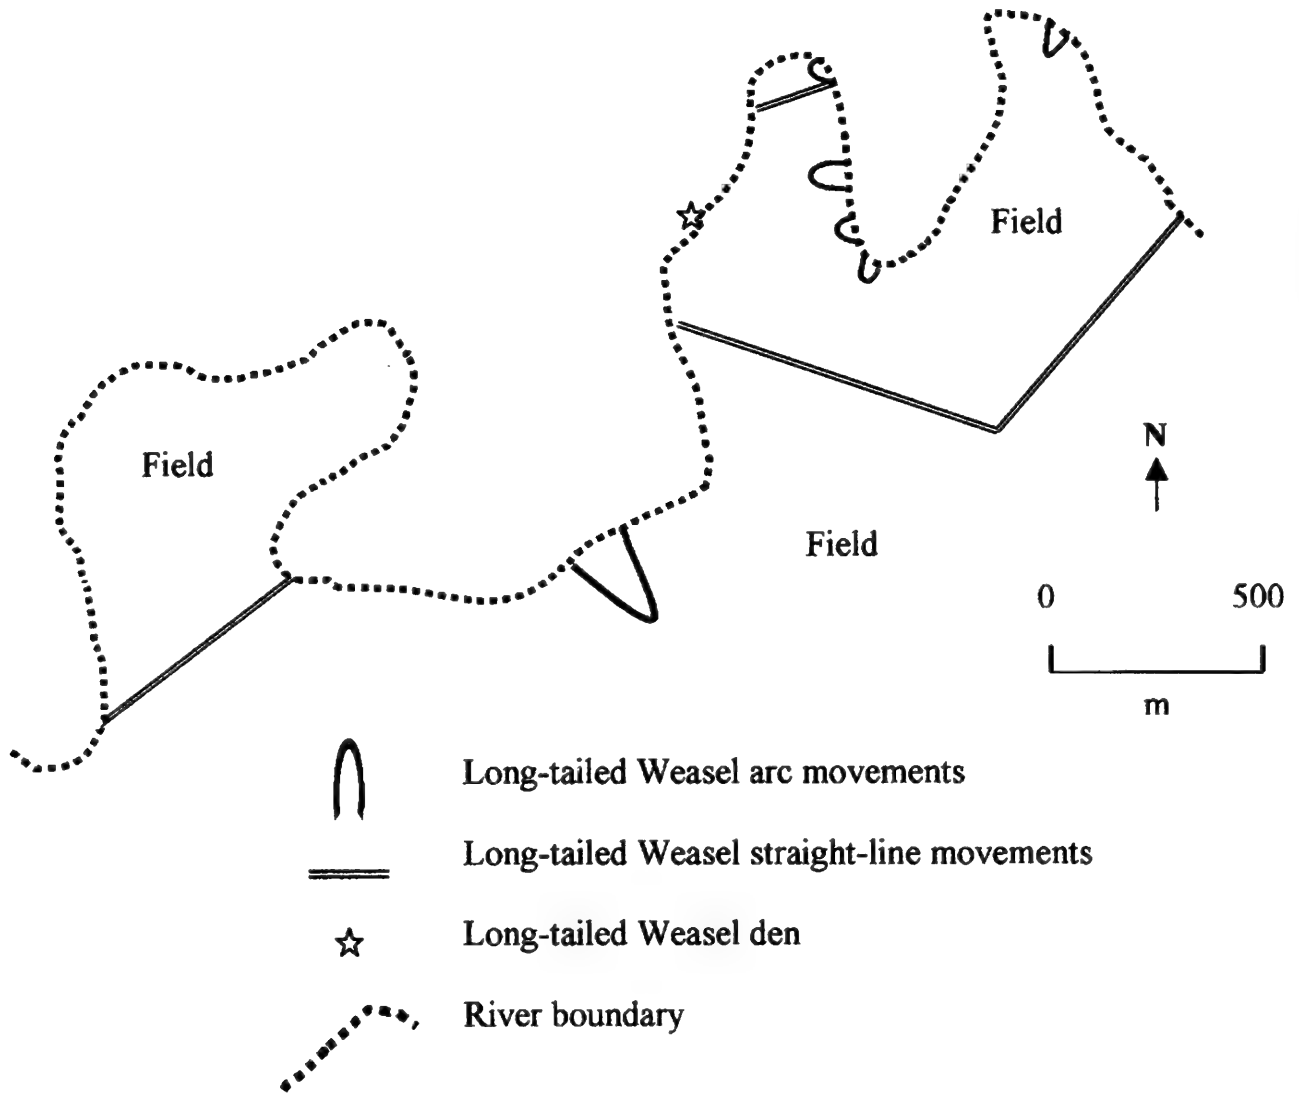 Field
Field
N
Field
0 500
m
Long-tailed Weasel arc movements
Long-tailed Weasel straight-line movements
Long-tailed Weasel den
River boundary